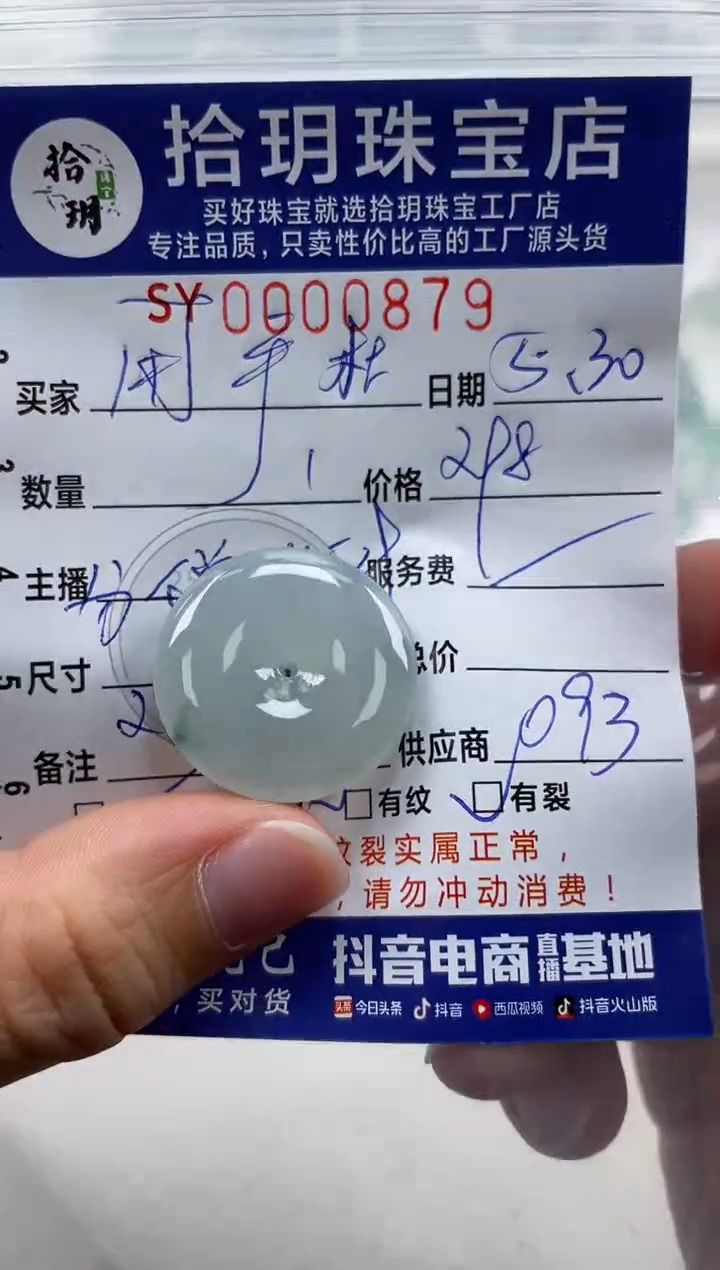 拾玥
拾玥珠宝店
买好珠宝就选拾玥珠宝工厂店
专注品质，只卖性价比高的工厂源头货
SY0000879
买家
日期 5.30
数量 1 价格 298
主播
服务费
尺寸
总价
备注
供应商 093
有纹 有裂
纹裂实属正常，
，请勿冲动消费！
抖音电商直播基地
，买对货
今日头条 抖音 西瓜视频 抖音火山版